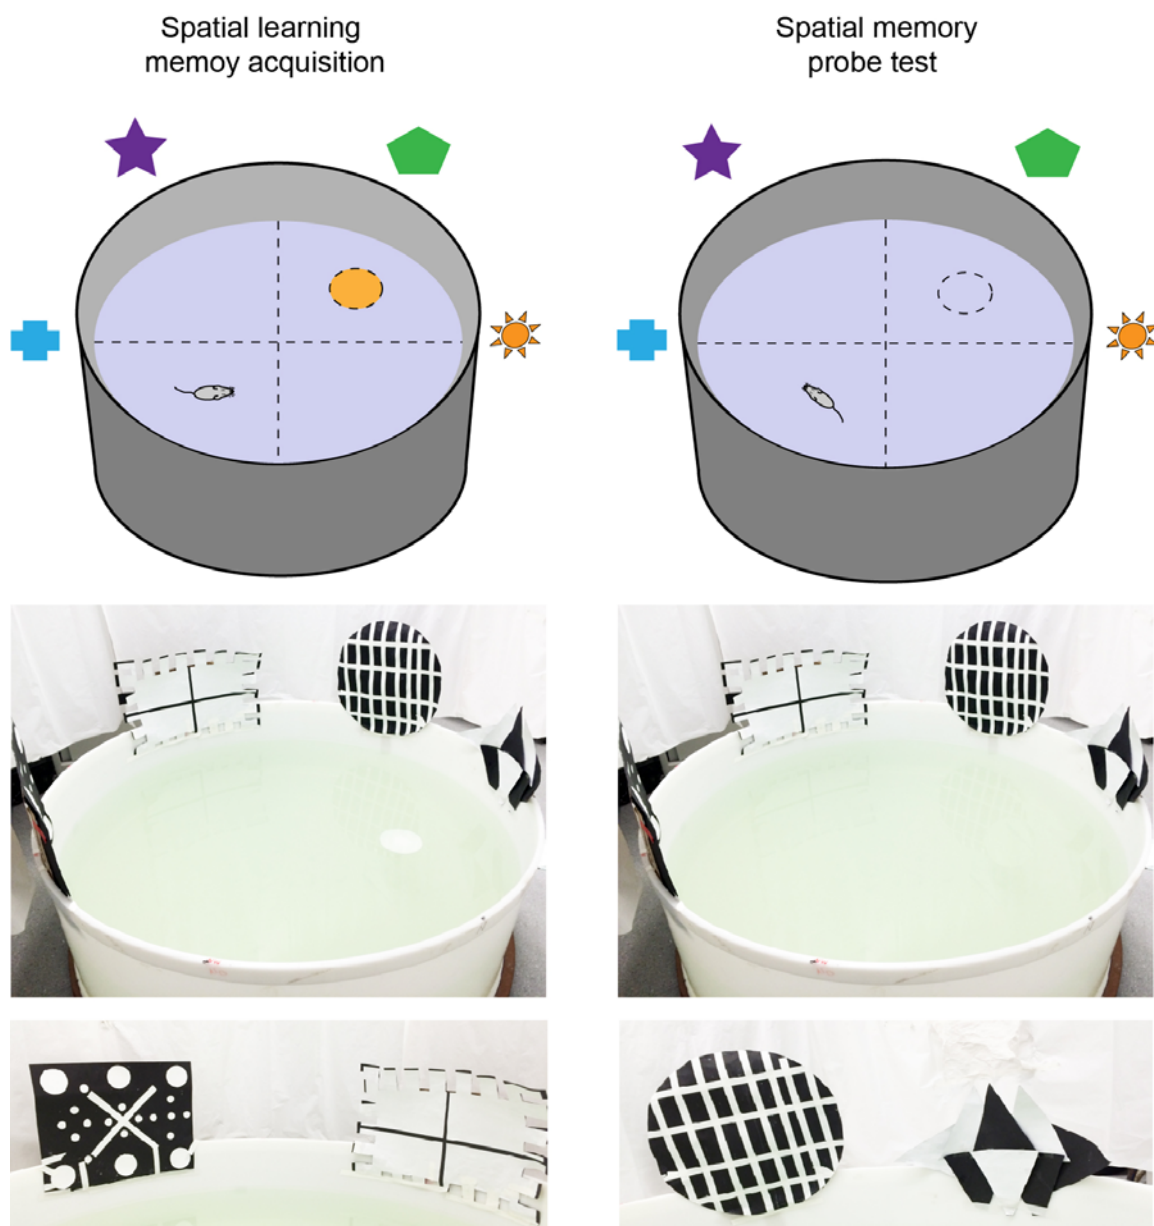 Spatial learning
memoy acquisition
Spatial memory
probe test